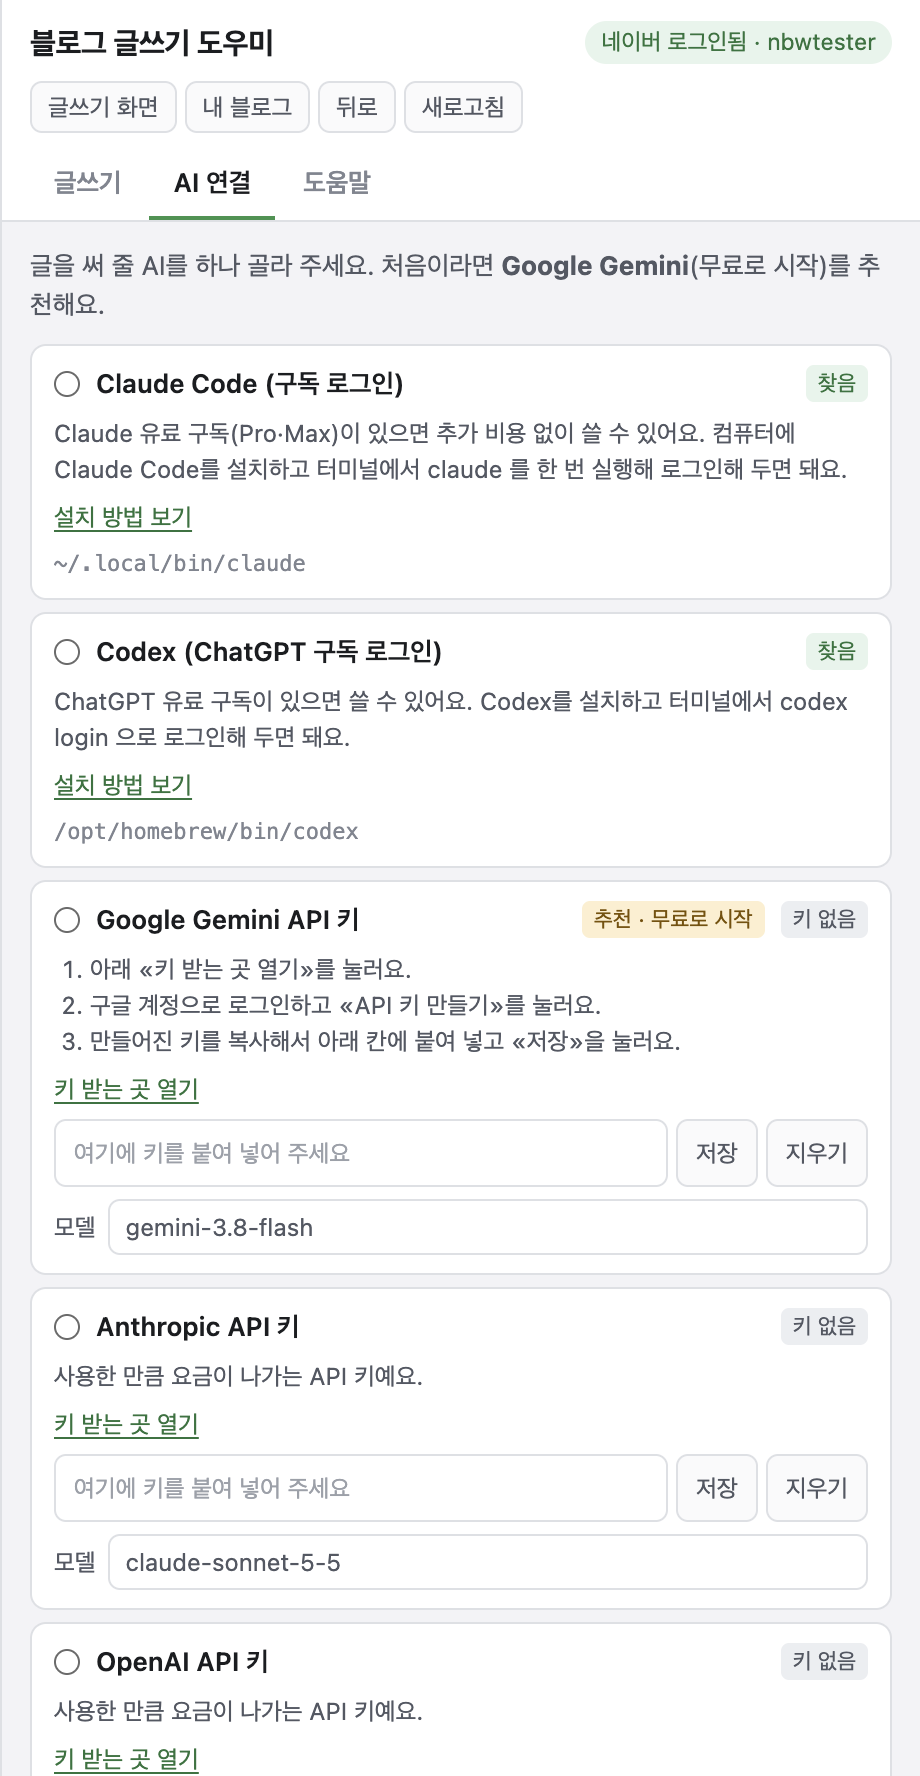 블로그 글쓰기 도우미
네이버 로그인됨 · nbwtester
글쓰기 화면
내 블로그
뒤로
새로고침
글쓰기
AI 연결
도움말
글을 써 줄 AI를 하나 골라 주세요. 처음이라면 Google Gemini(무료로 시작)를 추
천해요.
Claude Code (구독 로그인)
찾음
Claude 유료 구독(Pro·Max)이 있으면 추가 비용 없이 쓸 수 있어요. 컴퓨터에
Claude Code를 설치하고 터미널에서 claude 를 한 번 실행해 로그인해 두면 돼요.
설치 방법 보기
~/.local/bin/claude
Codex (ChatGPT 구독 로그인)
찾음
ChatGPT 유료 구독이 있으면 쓸 수 있어요. Codex를 설치하고 터미널에서 codex
login 으로 로그인해 두면 돼요.
설치 방법 보기
/opt/homebrew/bin/codex
Google Gemini API 키
추천 · 무료로 시작
키 없음
1. 아래 «키 받는 곳 열기»를 눌러요.
2. 구글 계정으로 로그인하고 «API 키 만들기»를 눌러요.
3. 만들어진 키를 복사해서 아래 칸에 붙여 넣고 «저장»을 눌러요.
키 받는 곳 열기
여기에 키를 붙여 넣어 주세요
저장
지우기
모델
gemini-3.8-flash
Anthropic API 키
키 없음
사용한 만큼 요금이 나가는 API 키예요.
키 받는 곳 열기
여기에 키를 붙여 넣어 주세요
저장
지우기
모델
claude-sonnet-5-5
OpenAI API 키
키 없음
사용한 만큼 요금이 나가는 API 키예요.
키 받는 곳 열기